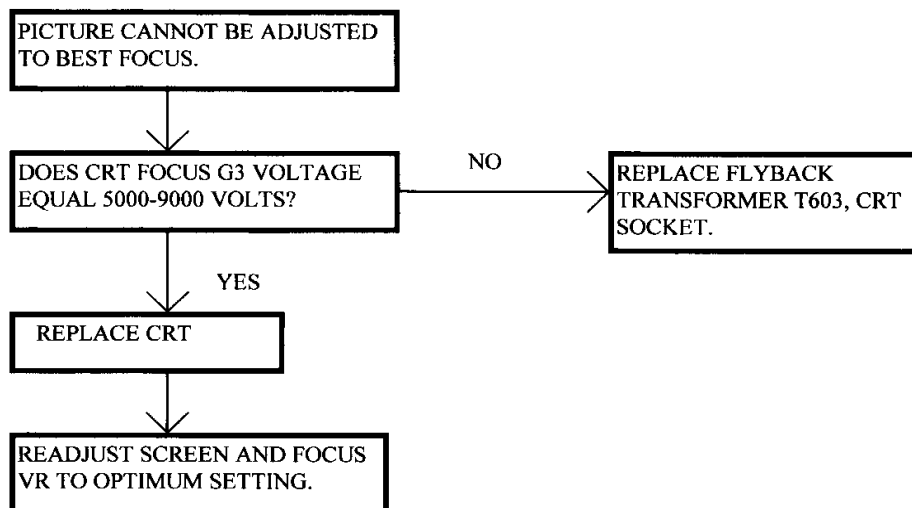 PICTURE CANNOT BE ADJUSTED
TO BEST FOCUS.
DOES CRT FOCUS G3 VOLTAGE
EQUAL 5000-9000 VOLTS?
NO
REPLACE FLYBACK
TRANSFORMER T603, CRT
SOCKET.
YES
REPLACE CRT
READJUST SCREEN AND FOCUS
VR TO OPTIMUM SETTING.